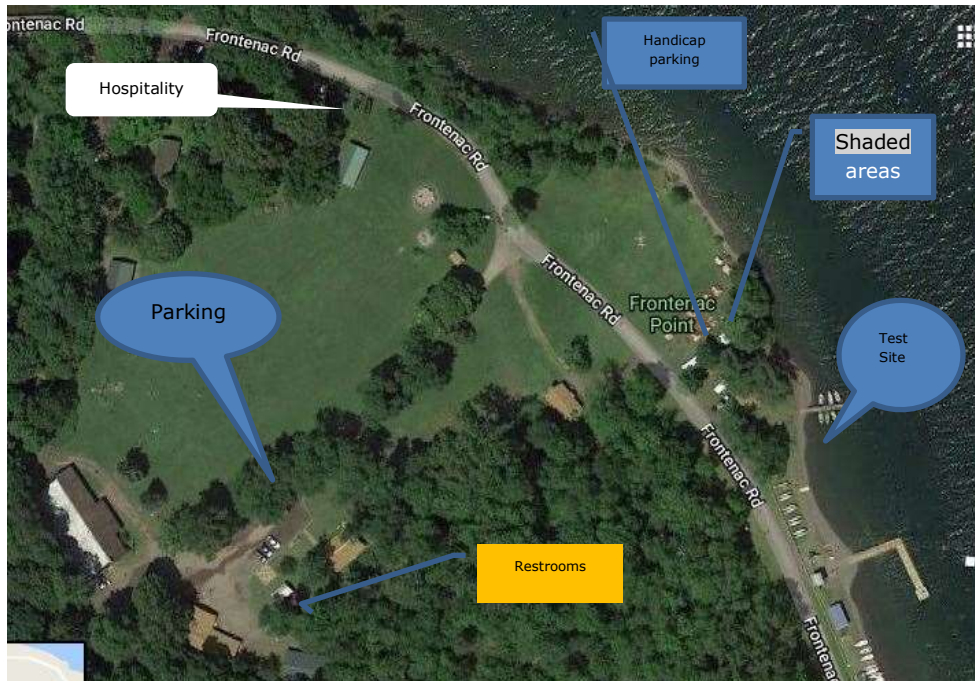 ontenac Rd
Frontenac Rd
Handicap
parking
Hospitality
Frontenac Rd
Shaded
areas
Frontenac Rd
Frontenac
Point
Parking
Test
Site
Frontenac Rd
Restrooms
Frontenac